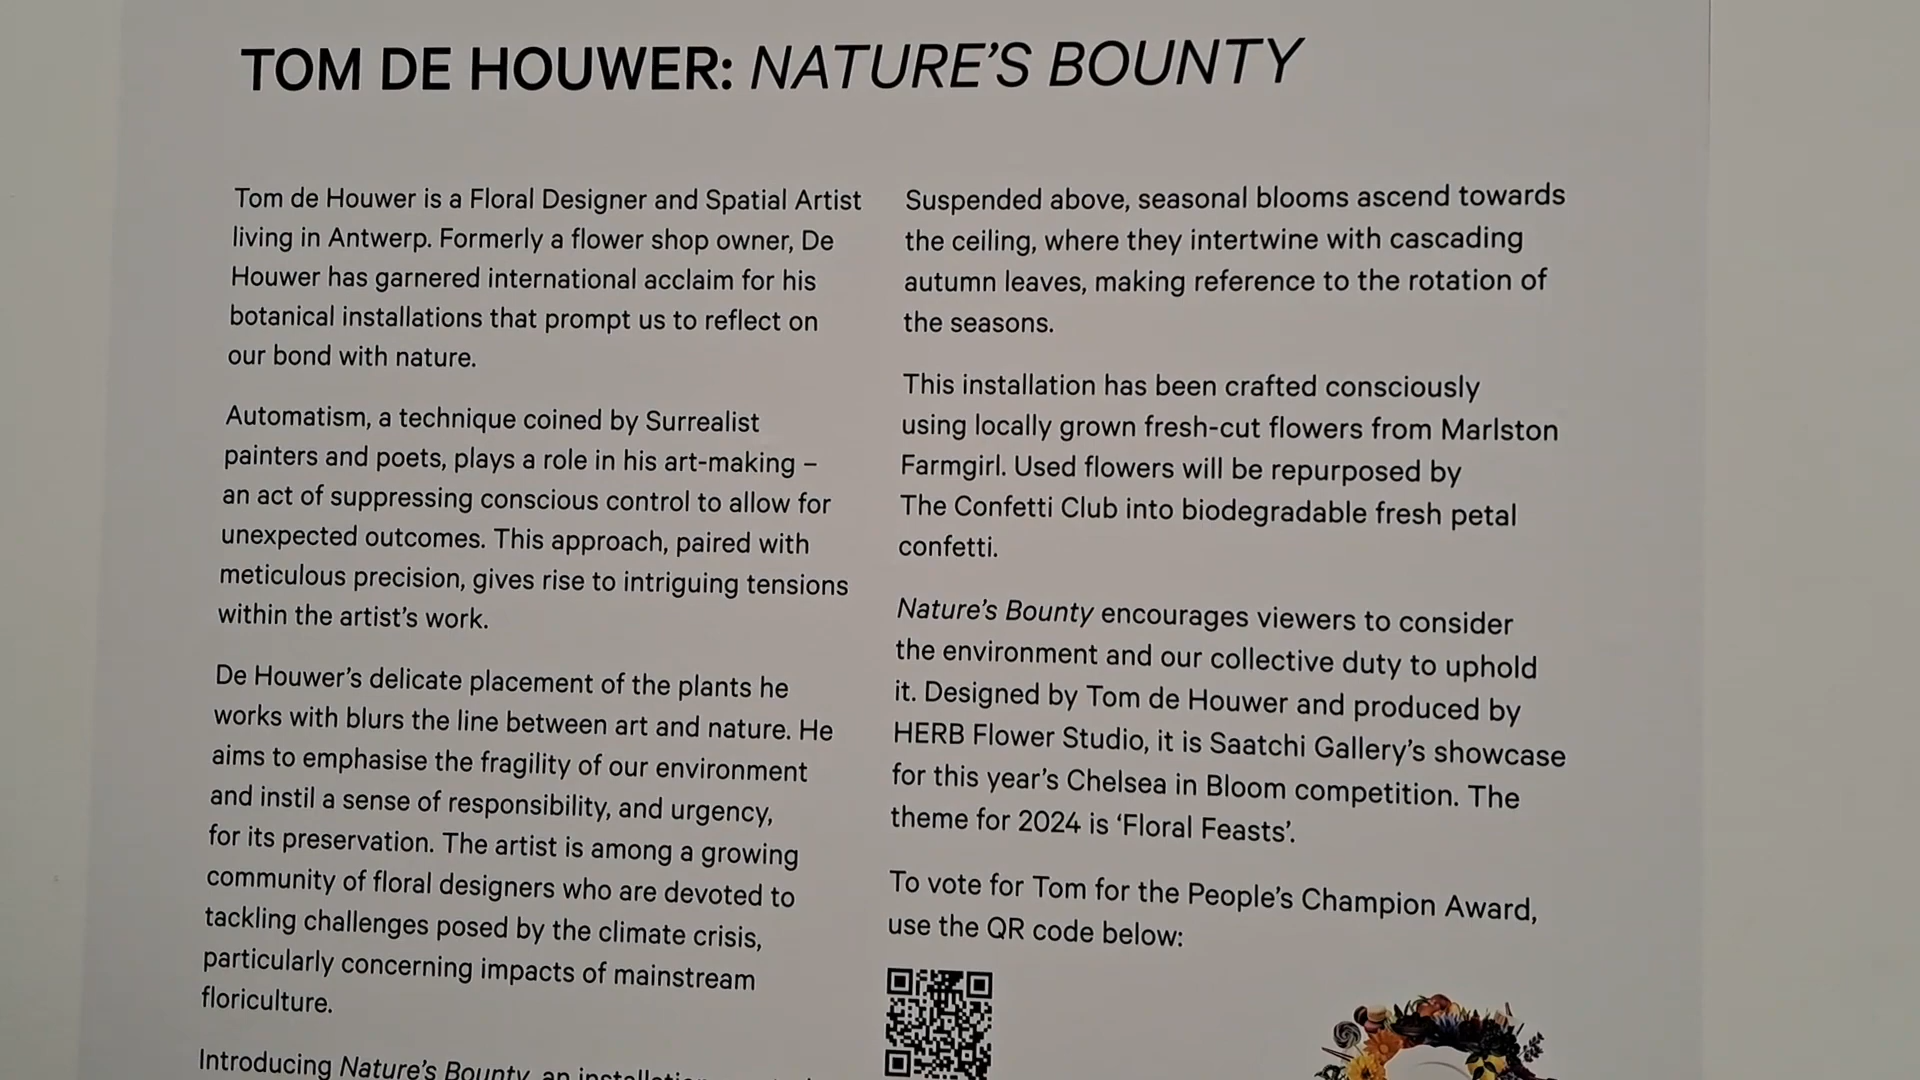 TOM DE HOUWER: NATURE'S BOUNTY
Tom de Houwer is a Floral Designer and Spatial Artist
living in Antwerp. Formerly a flower shop owner, De
Houwer has garnered international acclaim for his
botanical installations that prompt us to reflect on
our bond with nature.
Automatism, a technique coined by Surrealist
painters and poets, plays a role in his art-making –
an act of suppressing conscious control to allow for
unexpected outcomes. This approach, paired with
meticulous precision, gives rise to intriguing tensions
within the artist's work.
De Houwer's delicate placement of the plants he
works with blurs the line between art and nature. He
aims to emphasise the fragility of our environment
and instil a sense of responsibility, and urgency,
for its preservation. The artist is among a growing
community of floral designers who are devoted to
tackling challenges posed by the climate crisis,
particularly concerning impacts of mainstream
floriculture.
Introducing Nature's Bounty, an
Suspended above, seasonal blooms ascend towards
the ceiling, where they intertwine with cascading
autumn leaves, making reference to the rotation of
the seasons.
This installation has been crafted consciously
using locally grown fresh-cut flowers from Marlston
Farmgirl. Used flowers will be repurposed by
The Confetti Club into biodegradable fresh petal
confetti.
Nature's Bounty encourages viewers to consider
the environment and our collective duty to uphold
it. Designed by Tom de Houwer and produced by
HERB Flower Studio, it is Saatchi Gallery's showcase
for this year's Chelsea in Bloom competition. The
theme for 2024 is 'Floral Feasts'.
To vote for Tom for the People's Champion Award,
use the QR code below: